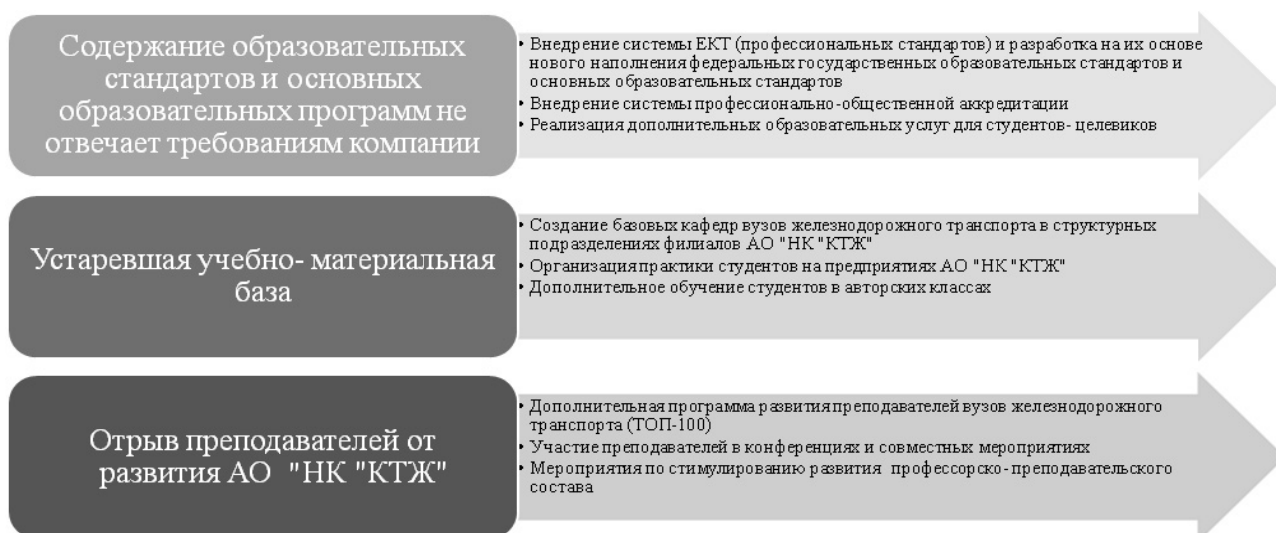 Содержание образовательных
стандартов и основных
образовательных программ не
отвечает требованиям компании
• Внедрение системы ЕКТ (профессиональных стандартов) и разработка на их основе
нового наполнения федеральных государственных образовательных стандартов и
основных образовательных стандартов
• Внедрение системы профессионально-общественной аккредитации
• Реализация дополнительных образовательных услуг для студентов- целевиков
Устаревшая учебно- материальная
база
• Создание базовых кафедр вузов железнодорожного транспорта в структурных
подразделениях филиалов АО "НК "КТЖ"
• Организация практики студентов на предприятиях АО "НК "КТЖ"
• Дополнительное обучение студентов в авторских классах
Отрыв преподавателей от
развития АО "НК "КТЖ"
• Дополнительная программа развития преподавателей вузов железнодорожного
транспорта (ТОП-100)
• Участие преподавателей в конференциях и совместных мероприятиях
• Мероприятия по стимулированию развития профессорско- преподавательского
состава